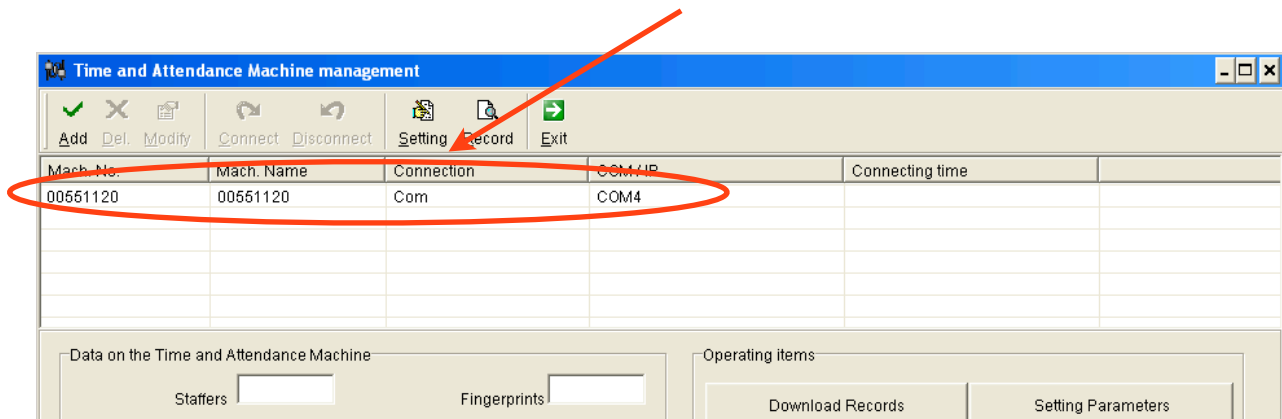 Time and Attendance Machine management
Add Del. Modify Connect Disconnect Setting Record Exit
Mach. No. Mach. Name Connection COM / IP Connecting time
00551120 00551120 Com COM4
Data on the Time and Attendance Machine Operating items
Staffers Fingerprints Download Records Setting Parameters